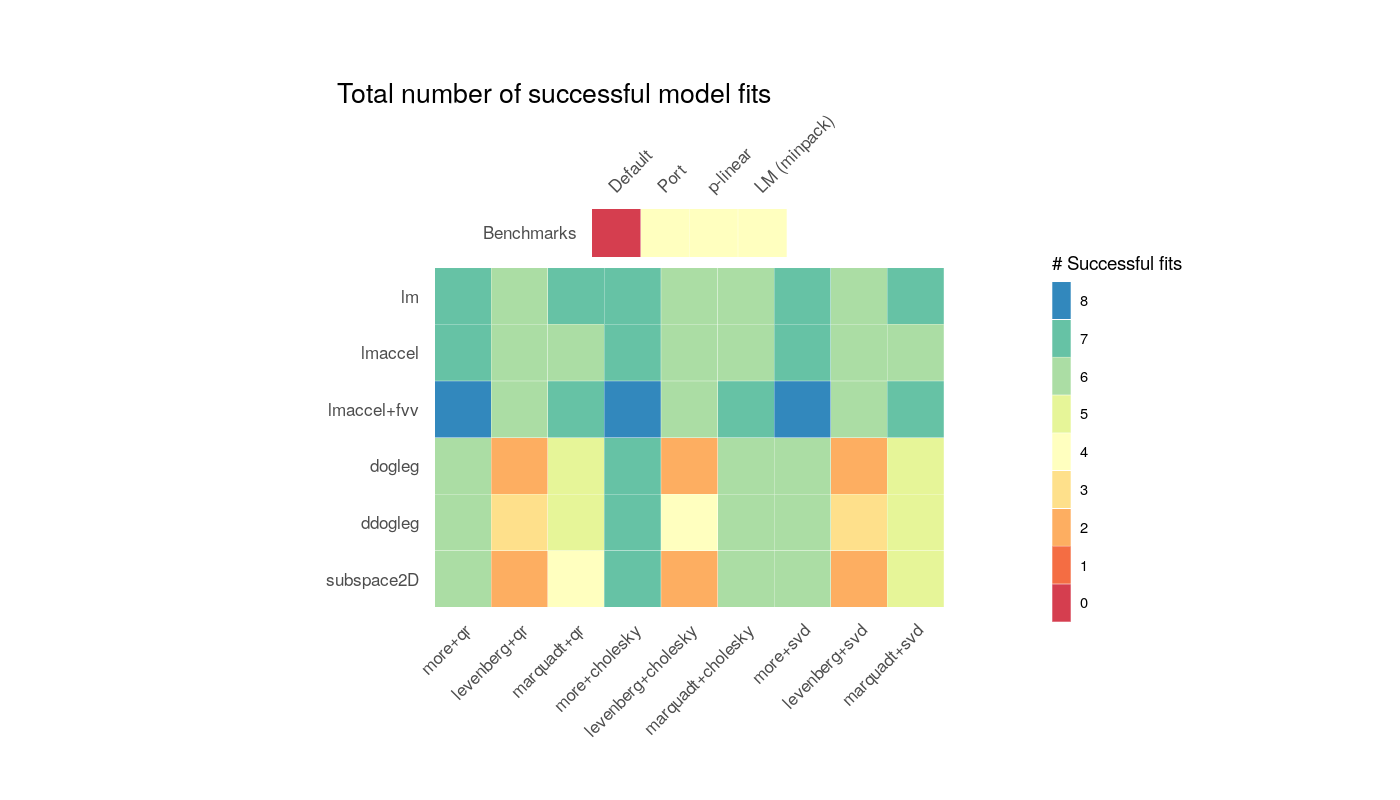 Total number of successful model fits
Default
Port
p-linear
LM (minpack)
Benchmarks
lm
lmaccel
lmaccel+fvv
dogleg
ddogleg
subspace2D
more+qr
levenberg+qr
marquadt+qr
more+cholesky
levenberg+cholesky
marquadt+cholesky
more+svd
levenberg+svd
marquadt+svd
# Successful fits
8
7
6
5
4
3
2
1
0